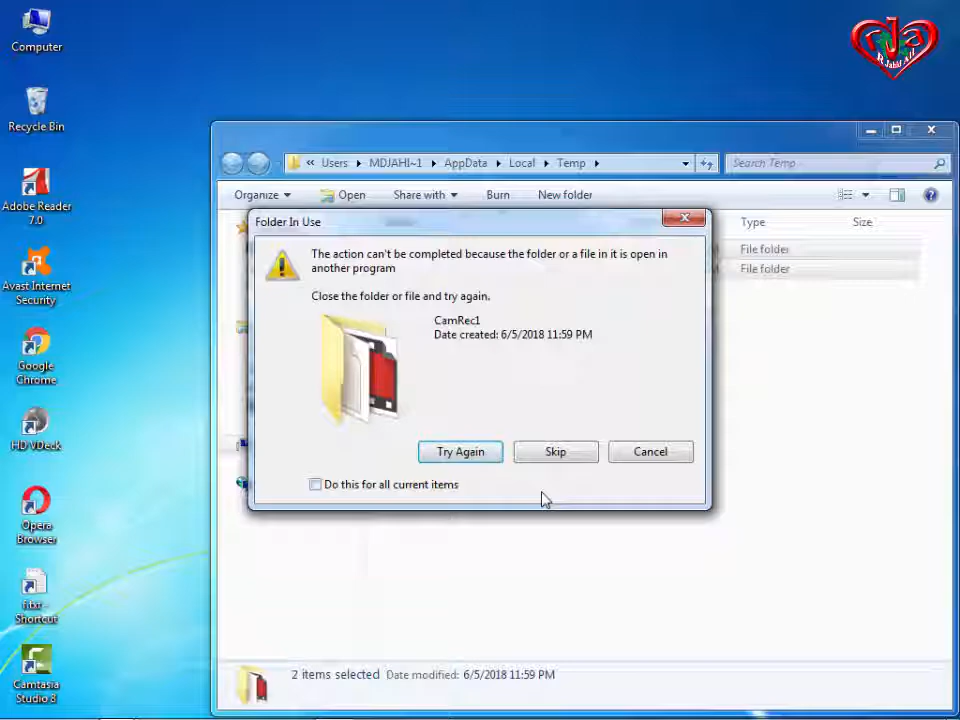 Computer
Recycle Bin
Adobe Reader
7.0
Avast Internet
Security
Google
Chrome
HD VDeck
Opera
Browser
Shortcut
Camtasia
Studio 8
rja
R Jahid Ali
« Users ▸ MDJAHI~1 ▸ AppData ▸ Local ▸ Temp ▸
Search Temp
Organize
Open
Share with
Burn
New folder
Type
Size
File folder
File folder
Folder In Use
The action can't be completed because the folder or a file in it is open in
another program
Close the folder or file and try again.
CamRec1
Date created: 6/5/2018 11:59 PM
Try Again
Skip
Cancel
Do this for all current items
2 items selected Date modified: 6/5/2018 11:59 PM